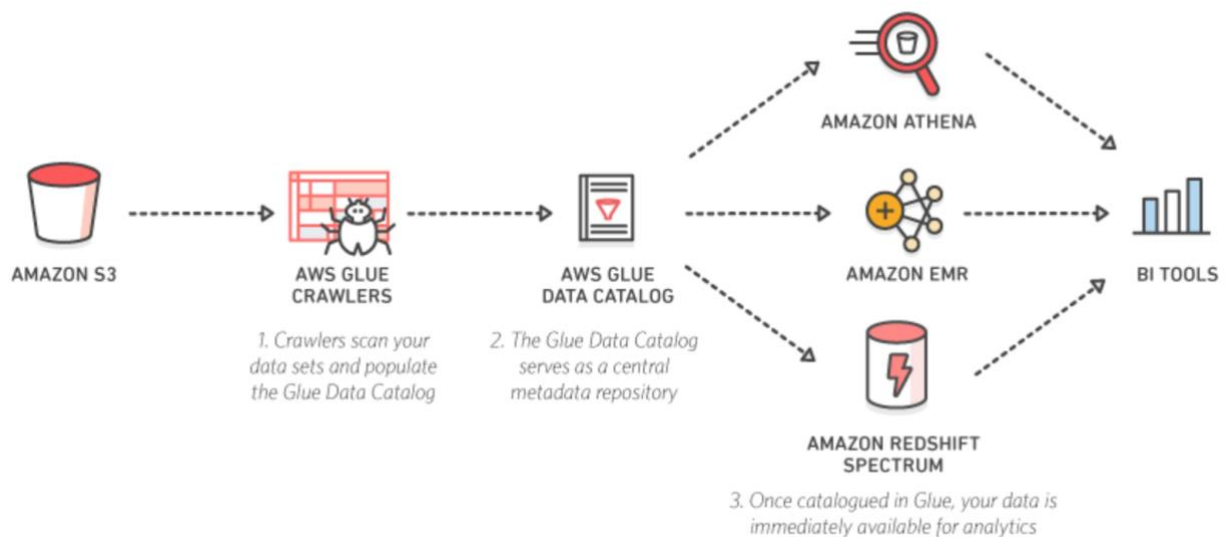 AMAZON S3
AWS GLUE
CRAWLERS
1. Crawlers scan your
data sets and populate
the Glue Data Catalog
AWS GLUE
DATA CATALOG
2. The Glue Data Catalog
serves as a central
metadata repository
AMAZON ATHENA
AMAZON EMR
AMAZON REDSHIFT
SPECTRUM
3. Once catalogued in Glue, your data is
immediately available for analytics
BI TOOLS